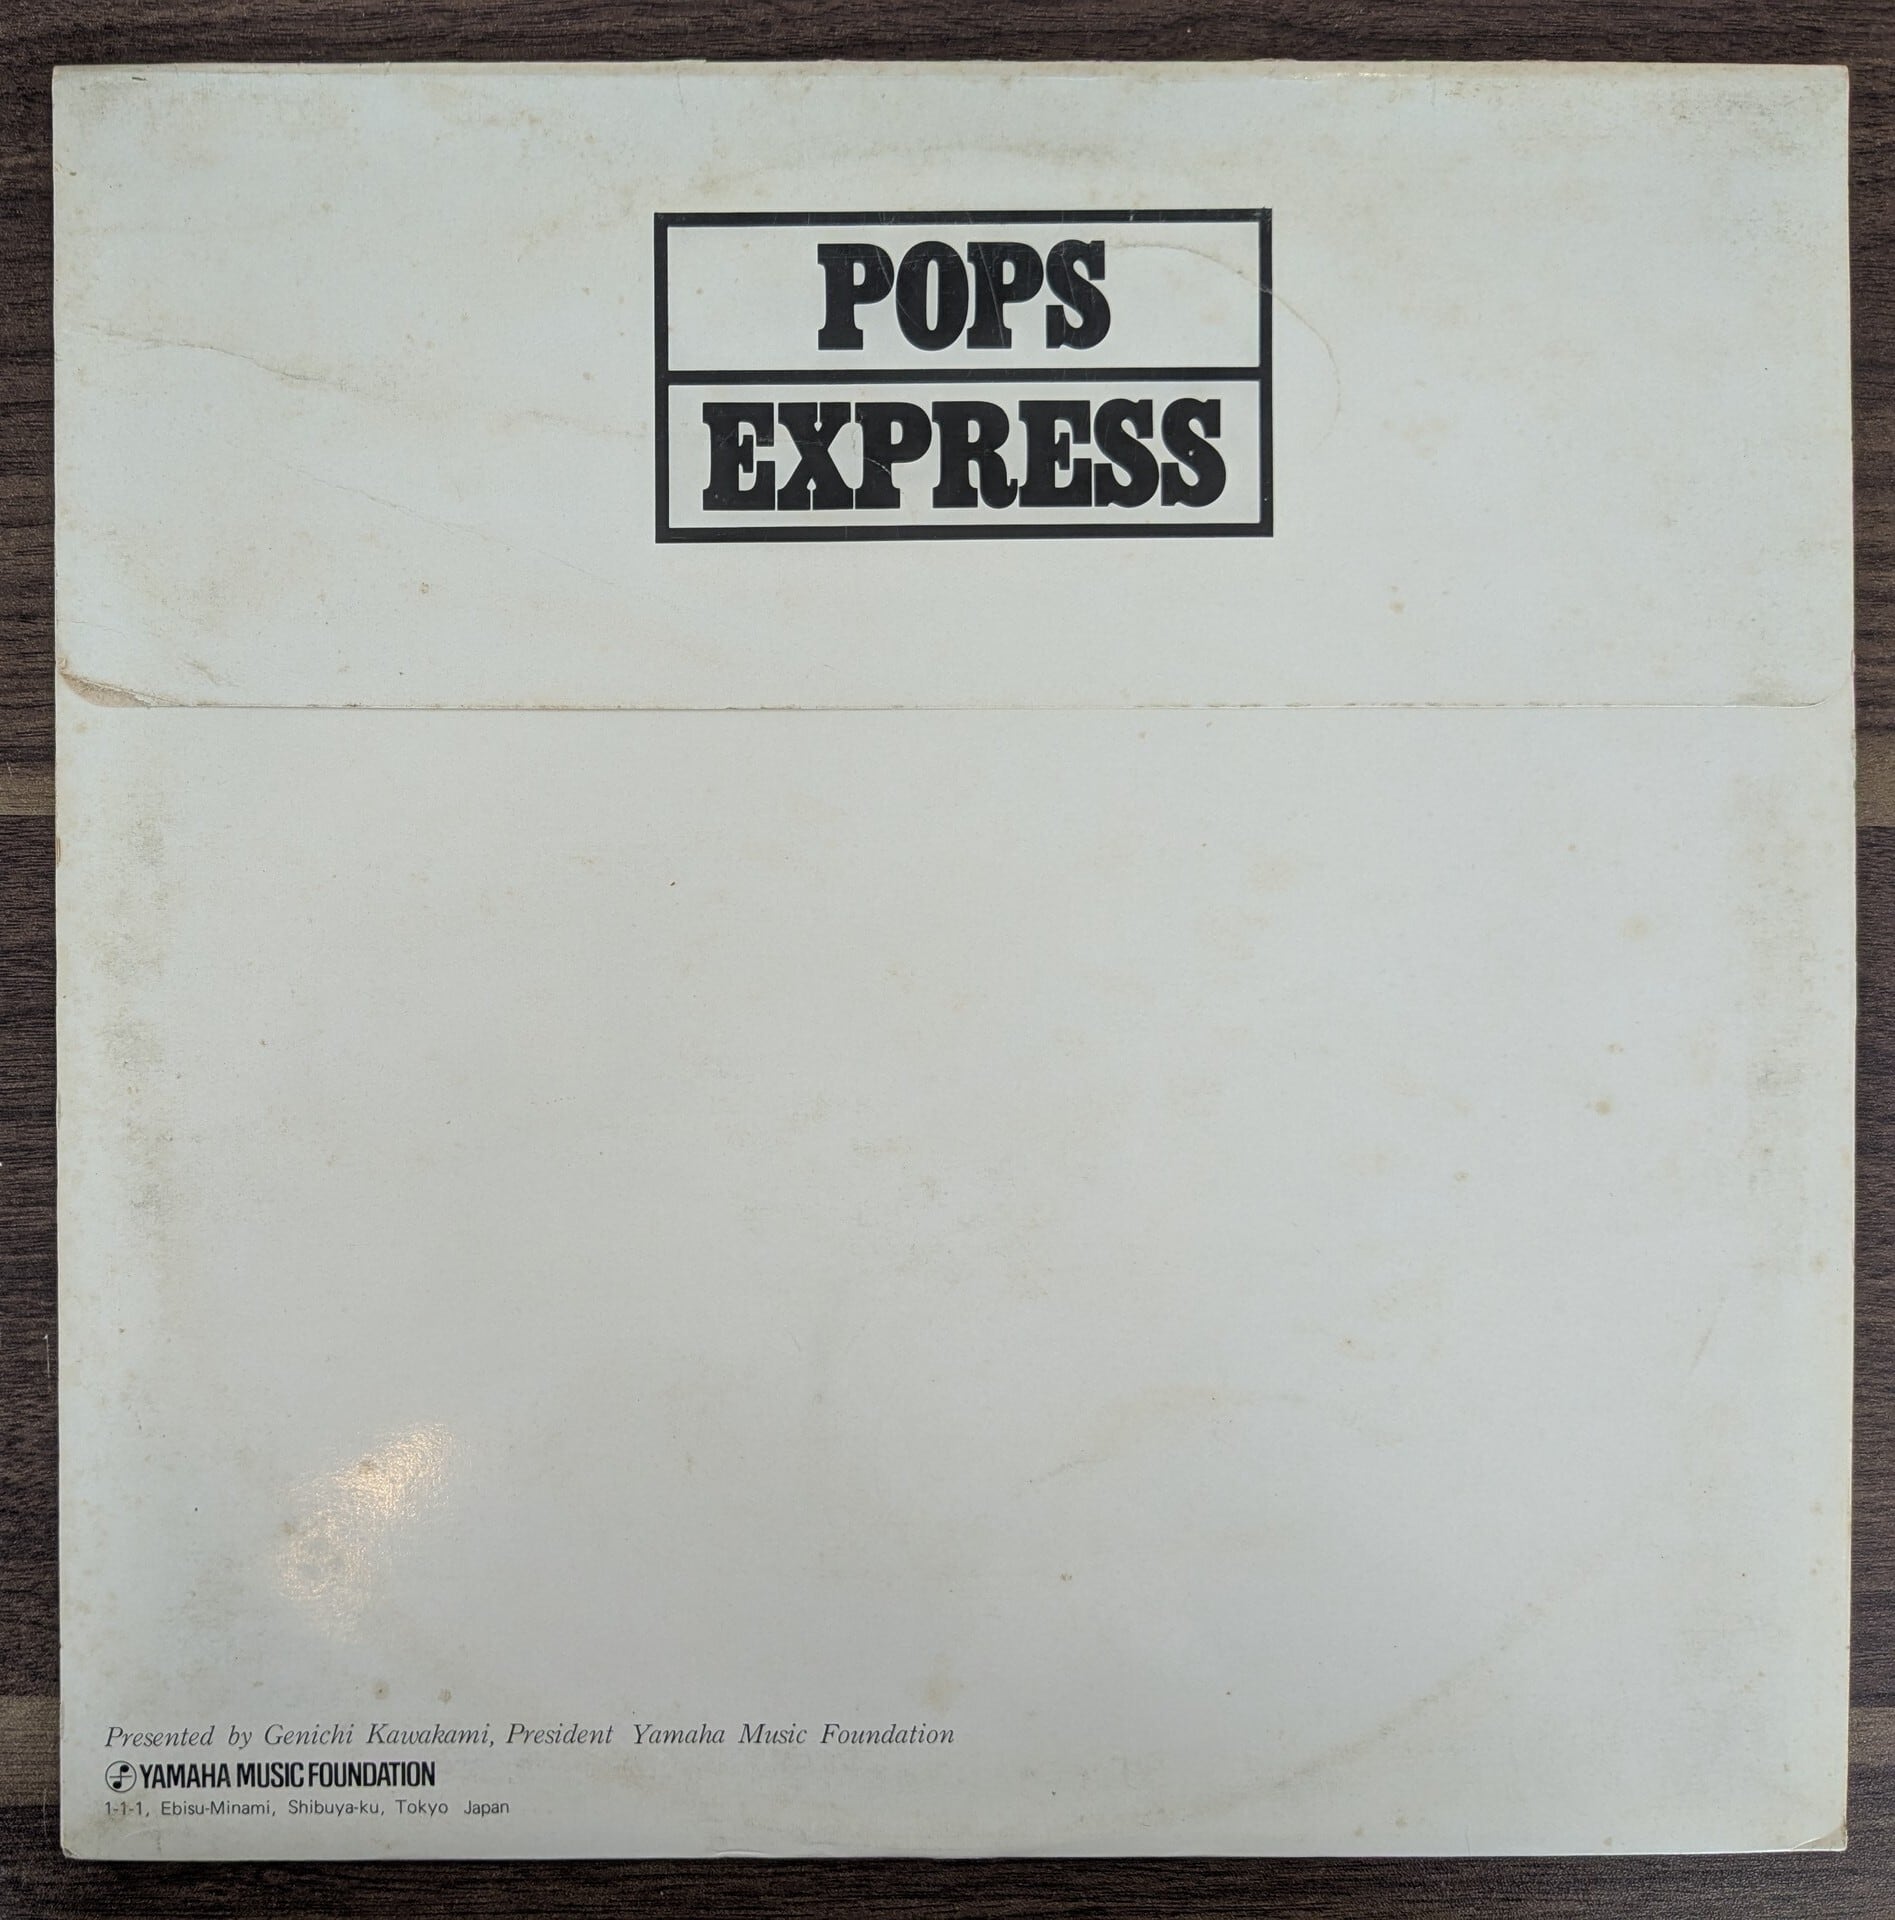 POPS
EXPRESS
Presented by Genichi Kawakami, President Yamaha Music Foundation
YAMAHA MUSIC FOUNDATION
1-1-1, Ebisu-Minami, Shibuya-ku, Tokyo Japan